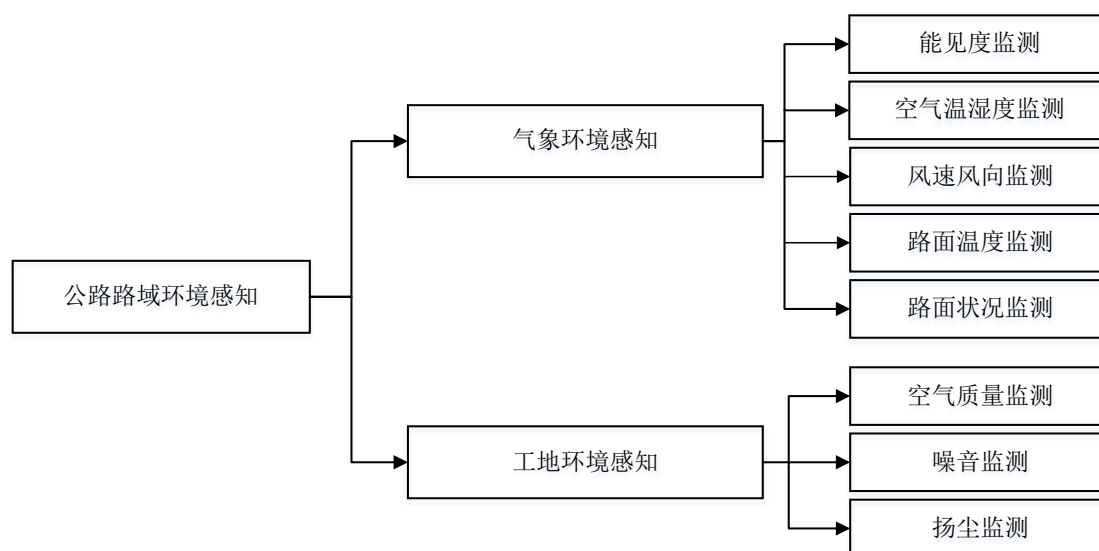 能见度监测
空气温湿度监测
气象环境感知
风速风向监测
路面温度监测
公路路域环境感知
路面状况监测
空气质量监测
工地环境感知
噪音监测
扬尘监测